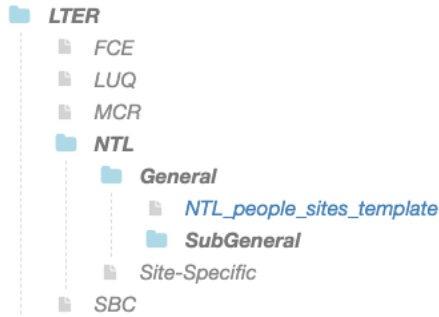 LTER
FCE
LUQ
MCR
NTL
General
NTL_people_sites_template
SubGeneral
Site-Specific
SBC